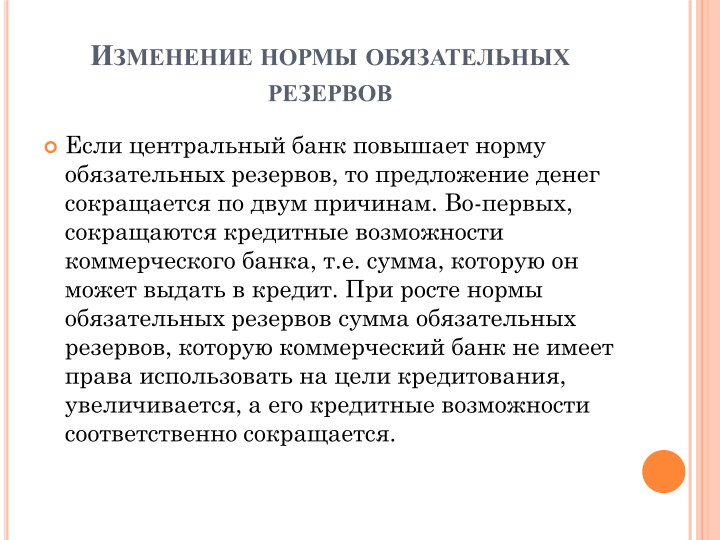 Изменение нормы обязательных
резервов
Если центральный банк повышает норму
обязательных резервов, то предложение денег
сокращается по двум причинам. Во-первых,
сокращаются кредитные возможности
коммерческого банка, т.е. сумма, которую он
может выдать в кредит. При росте нормы
обязательных резервов сумма обязательных
резервов, которую коммерческий банк не имеет
права использовать на цели кредитования,
увеличивается, а его кредитные возможности
соответственно сокращается.